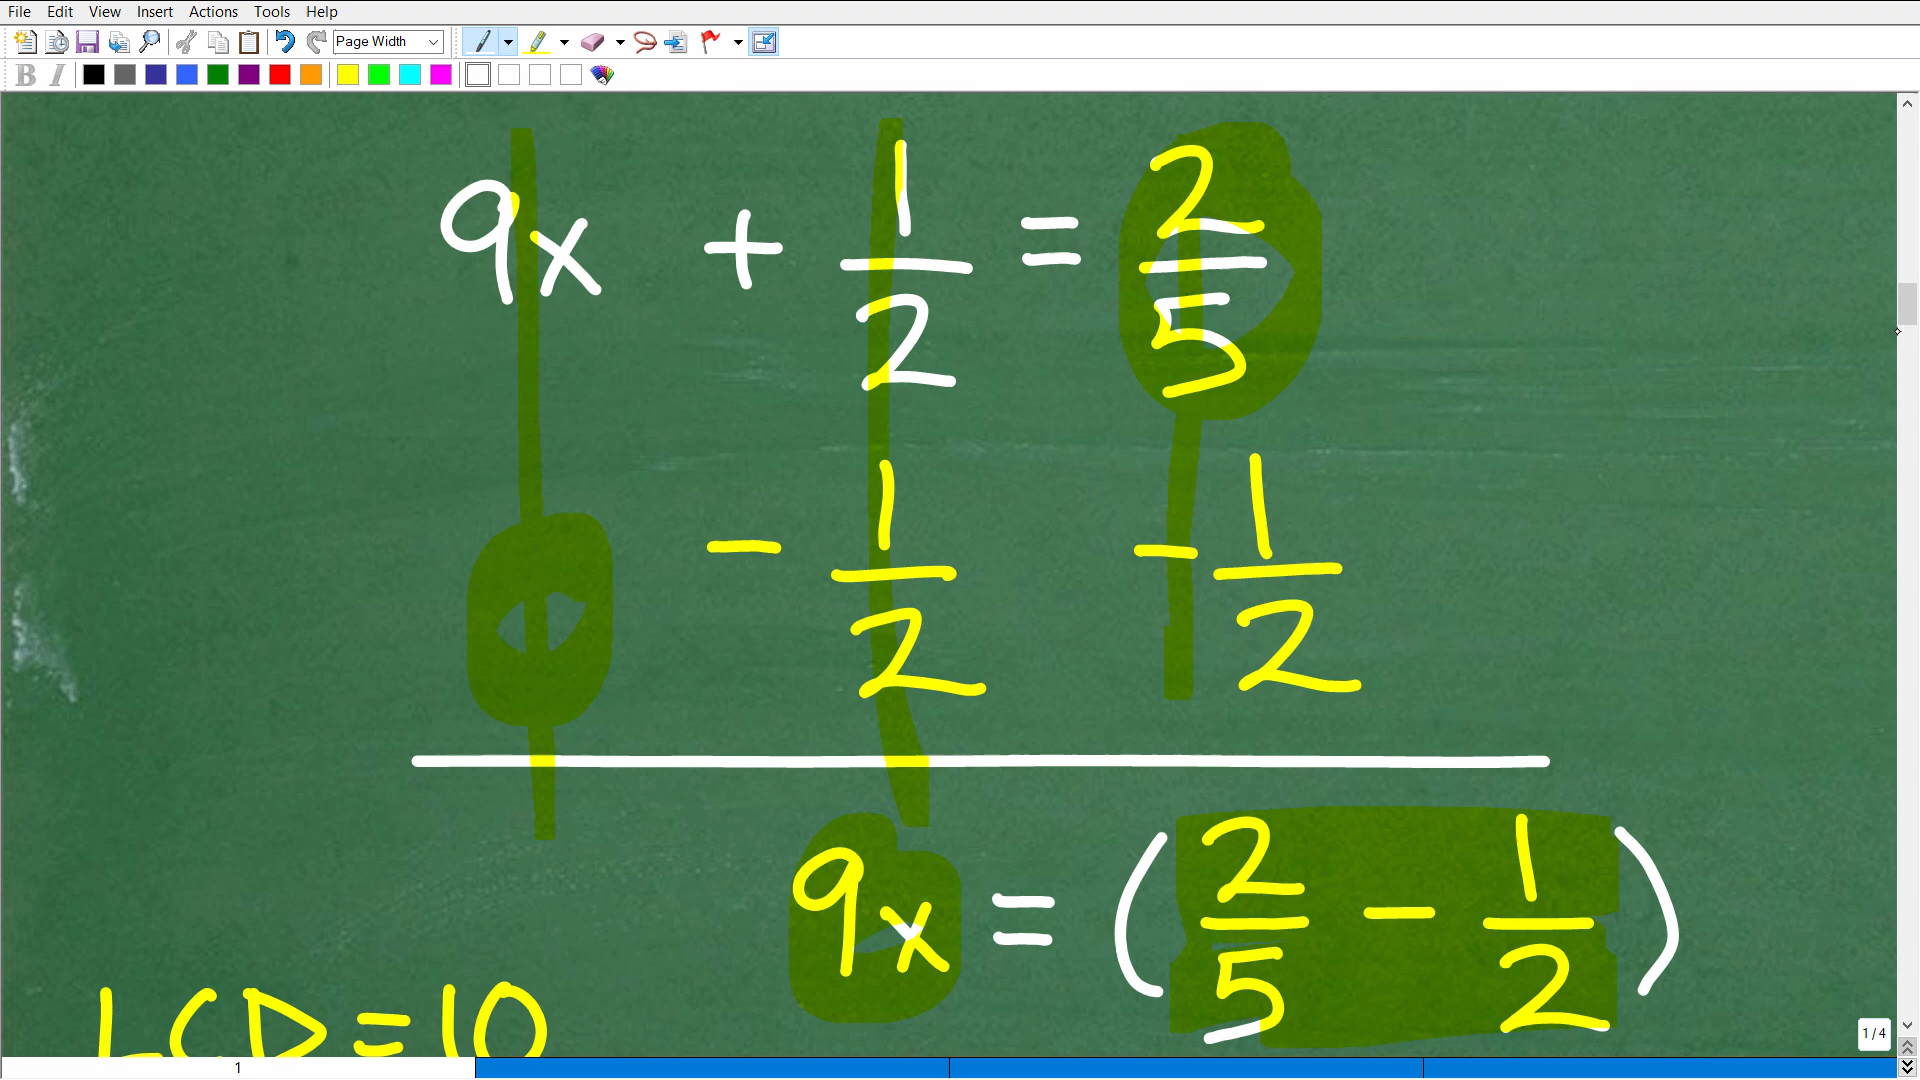 File Edit View Insert Actions Tools Help
Page Width
B I
9x + 1/2 = 2/5
- 1/2 - 1/2
9x = (2/5 - 1/2)
LCD = 10
1 / 4
1